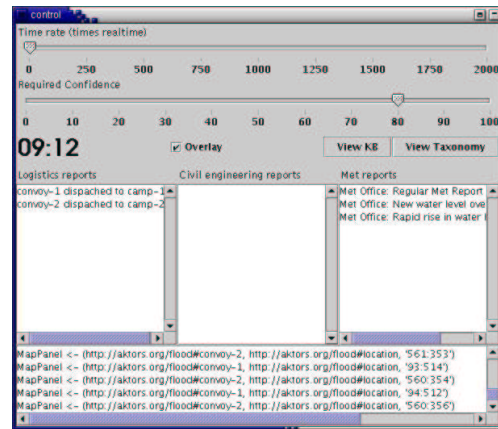 control
Time rate (times realtime)
0 250 500 750 1000 1250 1500 1750 2000
Required Confidence
0 10 20 30 40 50 60 70 80 90 100
09:12
Overlay
View KB
View Taxonomy
Logistics reports
convoy-1 dispached to camp-1
convoy-2 dispached to camp-2
Civil engineering reports
Met reports
Met Office: Regular Met Report
Met Office: New water level ove
Met Office: Rapid rise in water l
MapPanel <- (http://aktors.org/flood#convoy-2, http://aktors.org/flood#location, '561:353')
MapPanel <- (http://aktors.org/flood#convoy-1, http://aktors.org/flood#location, '93:514')
MapPanel <- (http://aktors.org/flood#convoy-2, http://aktors.org/flood#location, '560:354')
MapPanel <- (http://aktors.org/flood#convoy-1, http://aktors.org/flood#location, '94:512')
MapPanel <- (http://aktors.org/flood#convoy-2, http://aktors.org/flood#location, '560:356')